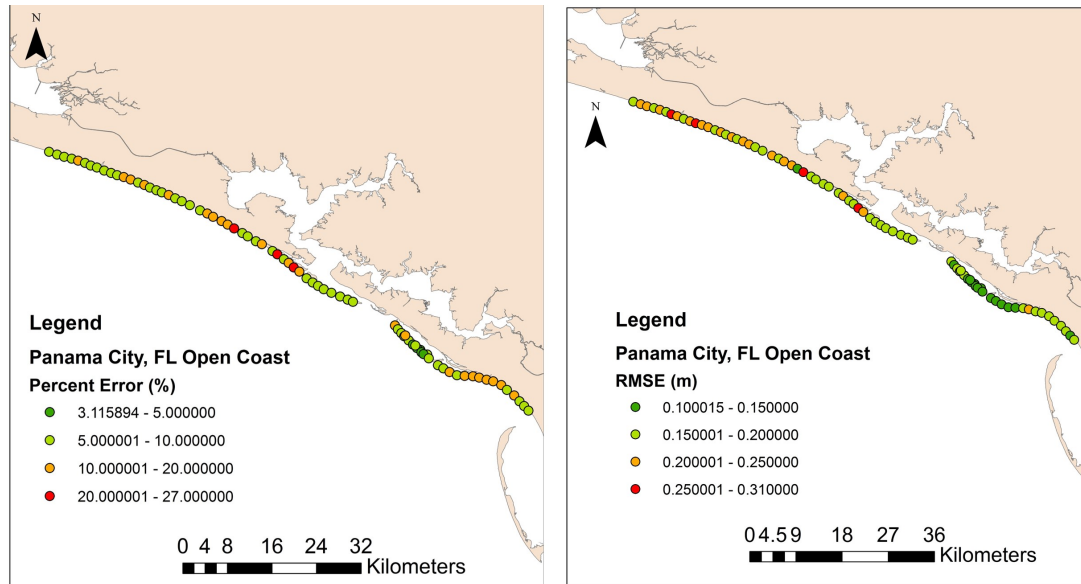 N
Legend
Panama City, FL Open Coast
Percent Error (%)
3.115894 - 5.000000
5.000001 - 10.000000
10.000001 - 20.000000
20.000001 - 27.000000
0 4 8 16 24 32
Kilometers
N
Legend
Panama City, FL Open Coast
RMSE (m)
0.100015 - 0.150000
0.150001 - 0.200000
0.200001 - 0.250000
0.250001 - 0.310000
0 4.5 9 18 27 36
Kilometers